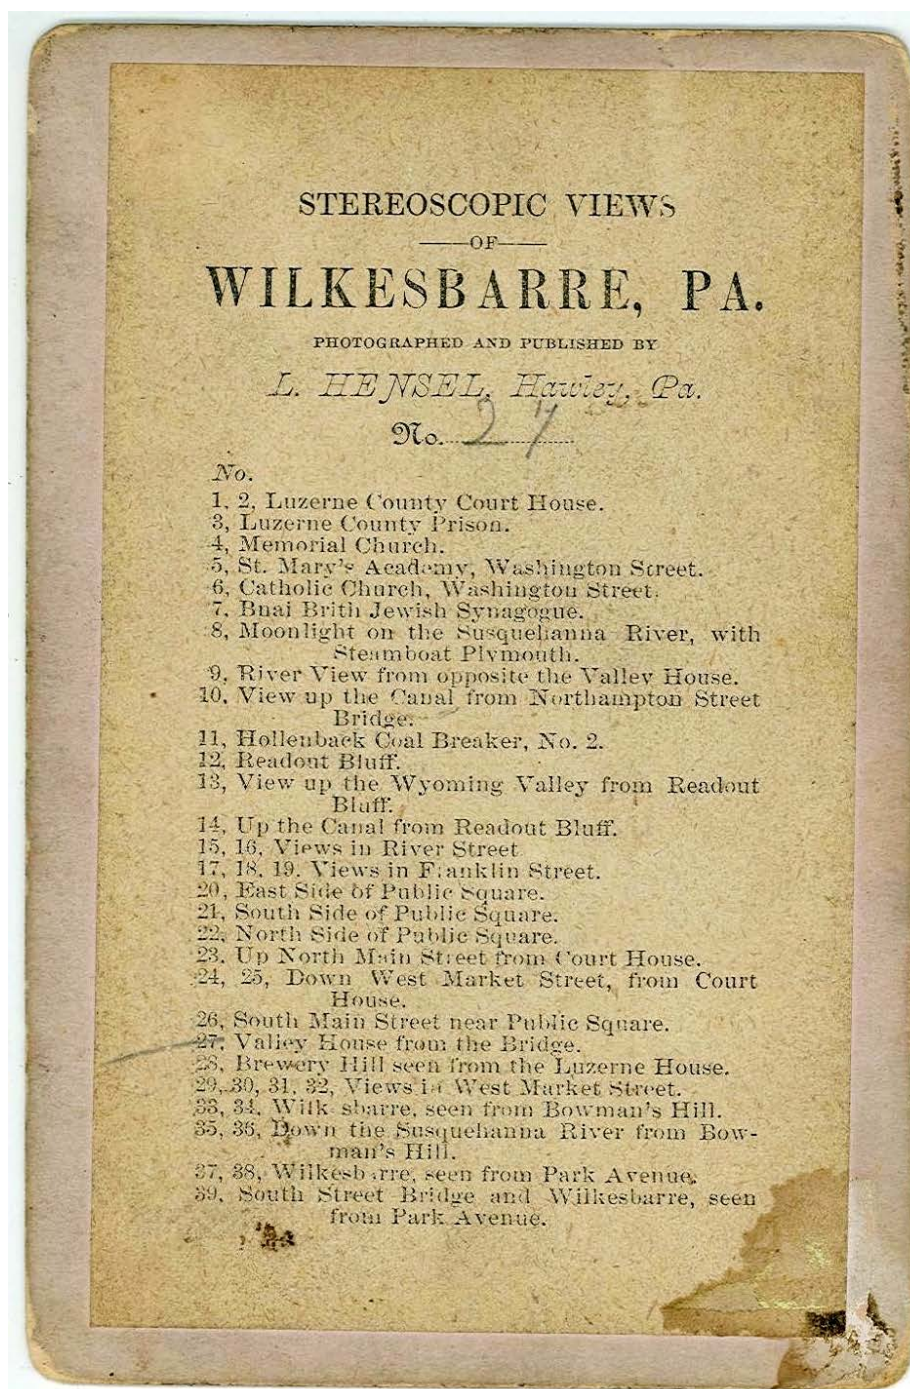 STEREOSCOPIC VIEWS
OF
WILKESBARRE, PA.
PHOTOGRAPHED AND PUBLISHED BY
L. HENSEL, Hawley, Pa.
No. 27
No.
1, 2, Luzerne County Court House.
3, Luzerne County Prison.
4, Memorial Church.
5, St. Mary's Academy, Washington Street.
6, Catholic Church, Washington Street.
7, Bnai Brith Jewish Synagogue.
8, Moonlight on the Susquehanna River, with
Steamboat Plymouth.
9, River View from opposite the Valley House.
10, View up the Canal from Northampton Street
Bridge.
11, Hollenback Coal Breaker, No. 2.
12, Readout Bluff.
13, View up the Wyoming Valley from Readout
Bluff.
14, Up the Canal from Readout Bluff.
15, 16, Views in River Street
17, 18, 19, Views in Franklin Street.
20, East Side of Public Square.
21, South Side of Public Square.
22, North Side of Public Square.
23, Up North Main Street from Court House.
24, 25, Down West Market Street, from Court
House.
26, South Main Street near Public Square.
27, Valley House from the Bridge.
28, Brewery Hill seen from the Luzerne House.
29, 30, 31, 32, Views in West Market Street.
33, 34, Wilkesbarre, seen from Bowman's Hill.
35, 36, Down the Susquehanna River from Bow-
man's Hill.
37, 38, Wilkesbarre, seen from Park Avenue.
39, South Street Bridge and Wilkesbarre, seen
from Park Avenue.